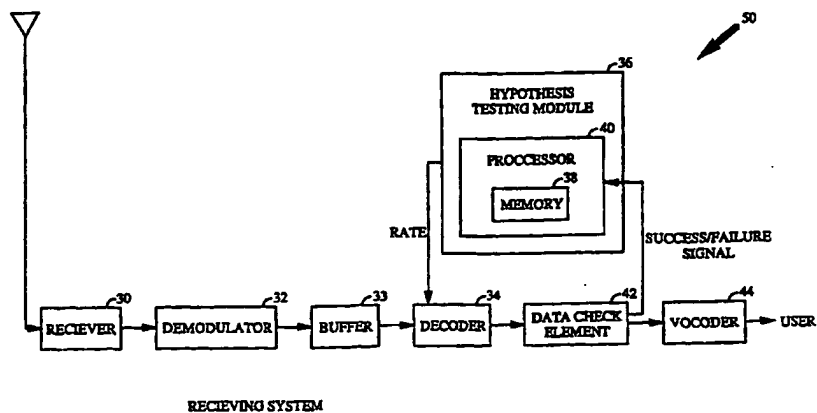 50
36
HYPOTHESIS
TESTING MODULE
40
PROCCESSOR
38
MEMORY
RATE
SUCCESS/FAILURE
SIGNAL
30
RECIEVER
32
DEMODULATOR
33
BUFFER
34
DECODER
42
DATA CHECK
ELEMENT
44
VOCODER
USER
RECIEVING SYSTEM